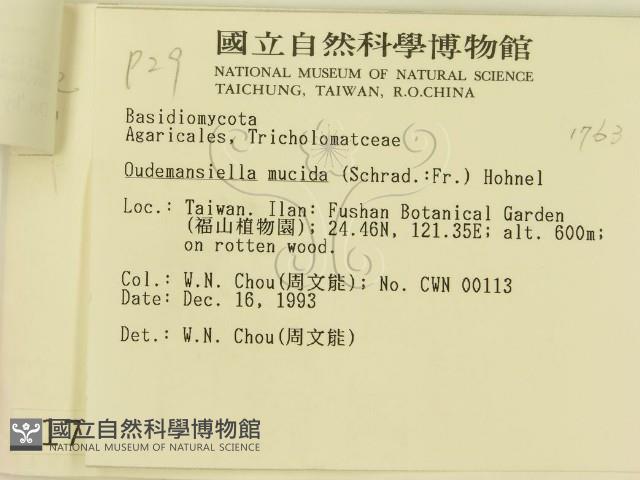 國立自然科學博物館
P29
NATIONAL MUSEUM OF NATURAL SCIENCE
TAICHUNG, TAIWAN, R.O.CHINA
Basidiomycota
Agaricales, Tricholomatceae
1763
Oudemansiella mucida (Schrad.:Fr.) Hohnel
Loc.: Taiwan. Ilan: Fushan Botanical Garden
(福山植物園); 24.46N, 121.35E; alt. 600m;
on rotten wood.
Col.: W.N. Chou(周文能); No. CWN 00113
Date: Dec. 16, 1993
Det.: W.N. Chou(周文能)
17
國立自然科學博物館
NATIONAL MUSEUM OF NATURAL SCIENCE